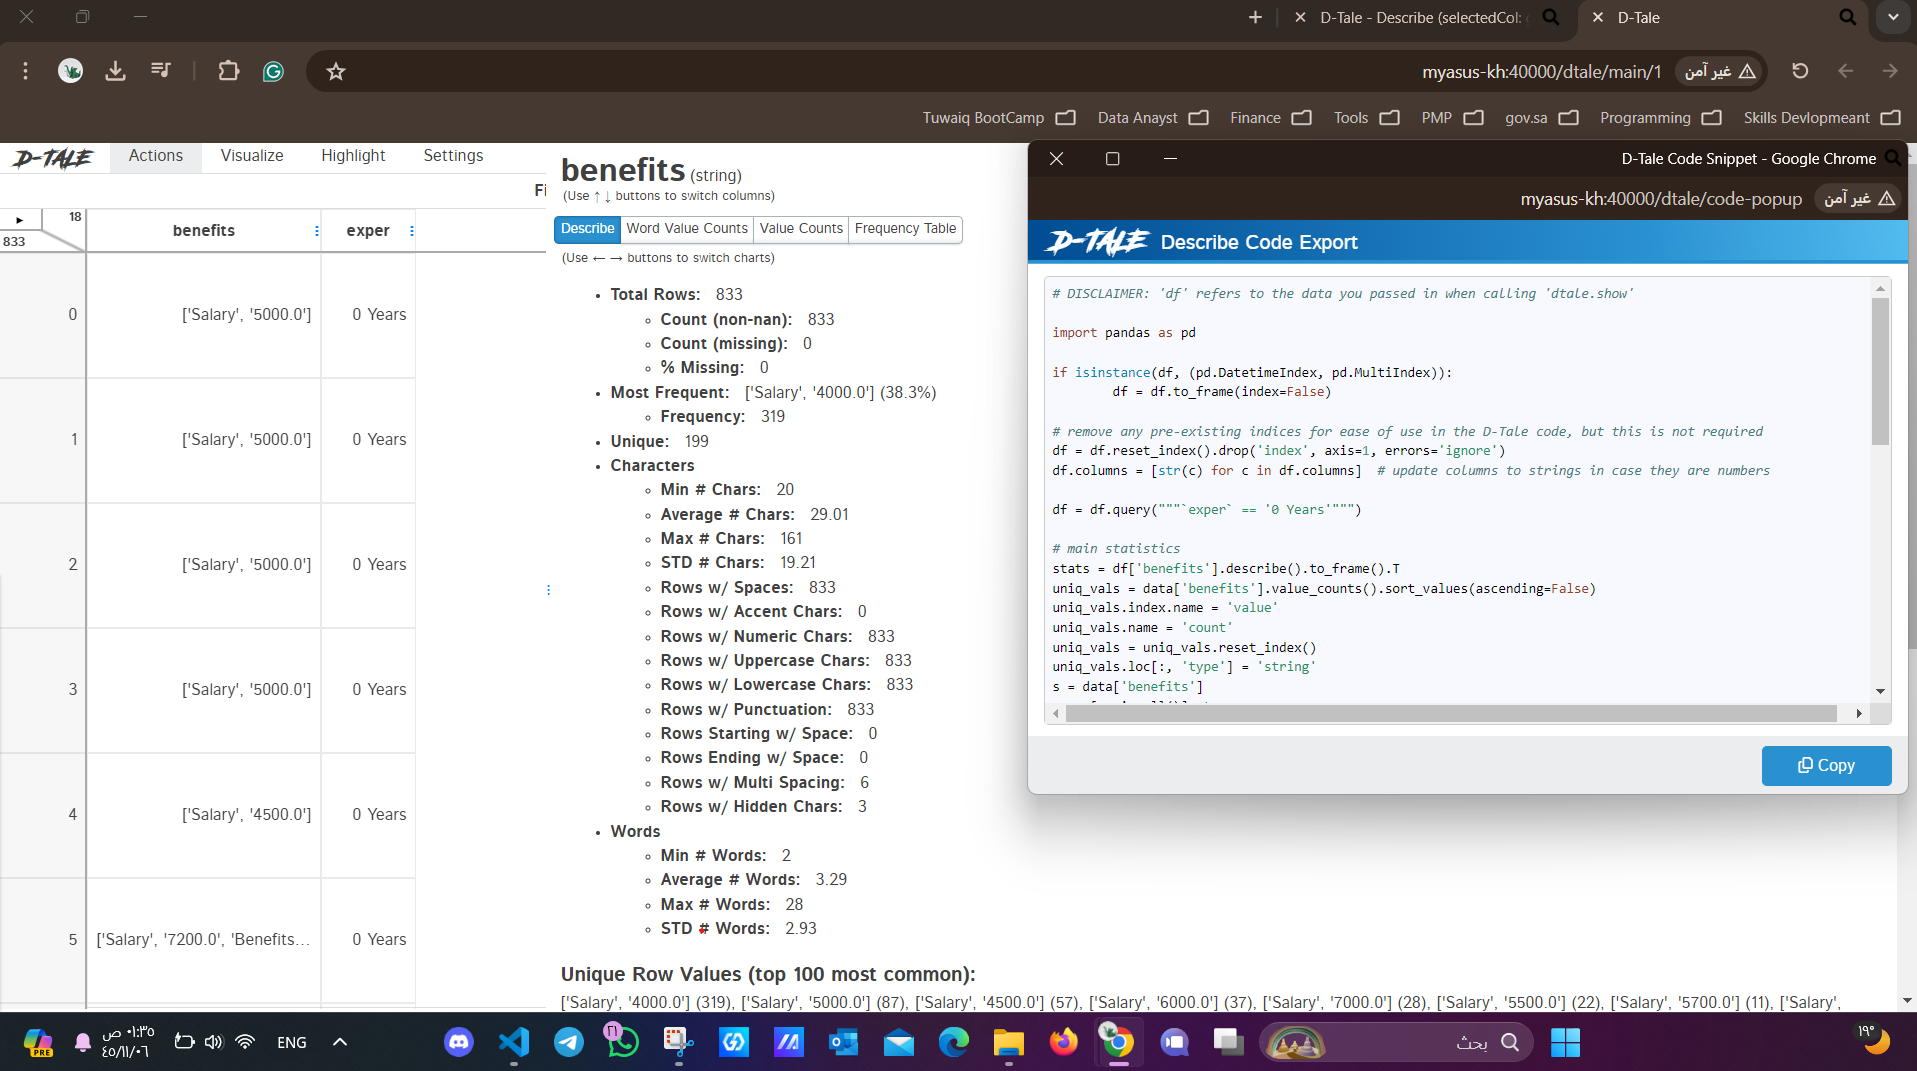 D-Tale - Describe (selectedCol:
D-Tale
myasus-kh:40000/dtale/main/1
غير آمن
Tuwaiq BootCamp
Data Anayst
Finance
Tools
PMP
gov.sa
Programming
Skills Devlopmeant
D-TALE
Actions
Visualize
Highlight
Settings
Fi
18
833
benefits
exper
0
['Salary', '5000.0']
0 Years
1
['Salary', '5000.0']
0 Years
2
['Salary', '5000.0']
0 Years
3
['Salary', '5000.0']
0 Years
4
['Salary', '4500.0']
0 Years
5
['Salary', '7200.0', 'Benefits...
0 Years
benefits (string)
(Use ↑ ↓ buttons to switch columns)
Describe
Word Value Counts
Value Counts
Frequency Table
(Use ← → buttons to switch charts)
Total Rows: 833
Count (non-nan): 833
Count (missing): 0
% Missing: 0
Most Frequent: ['Salary', '4000.0'] (38.3%)
Frequency: 319
Unique: 199
Characters
Min # Chars: 20
Average # Chars: 29.01
Max # Chars: 161
STD # Chars: 19.21
Rows w/ Spaces: 833
Rows w/ Accent Chars: 0
Rows w/ Numeric Chars: 833
Rows w/ Uppercase Chars: 833
Rows w/ Lowercase Chars: 833
Rows w/ Punctuation: 833
Rows Starting w/ Space: 0
Rows Ending w/ Space: 0
Rows w/ Multi Spacing: 6
Rows w/ Hidden Chars: 3
Words
Min # Words: 2
Average # Words: 3.29
Max # Words: 28
STD # Words: 2.93
Unique Row Values (top 100 most common):
['Salary', '4000.0'] (319), ['Salary', '5000.0'] (87), ['Salary', '4500.0'] (57), ['Salary', '6000.0'] (37), ['Salary', '7000.0'] (28), ['Salary', '5500.0'] (22), ['Salary', '5700.0'] (11), ['Salary',
D-Tale Code Snippet - Google Chrome
myasus-kh:40000/dtale/code-popup
غير آمن
D-TALE Describe Code Export
# DISCLAIMER: 'df' refers to the data you passed in when calling 'dtale.show'
import pandas as pd
if isinstance(df, (pd.DatetimeIndex, pd.MultiIndex)):
df = df.to_frame(index=False)
# remove any pre-existing indices for ease of use in the D-Tale code, but this is not required
df = df.reset_index().drop('index', axis=1, errors='ignore')
df.columns = [str(c) for c in df.columns]  # update columns to strings in case they are numbers
df = df.query("""`exper` == '0 Years'""")
# main statistics
stats = df['benefits'].describe().to_frame().T
uniq_vals = data['benefits'].value_counts().sort_values(ascending=False)
uniq_vals.index.name = 'value'
uniq_vals.name = 'count'
uniq_vals = uniq_vals.reset_index()
uniq_vals.loc[:, 'type'] = 'string'
s = data['benefits']
Copy
PRE
٠١:٣٥ ص
٤٥/١١/٠٦
ENG
٢١
بحث
١٩°